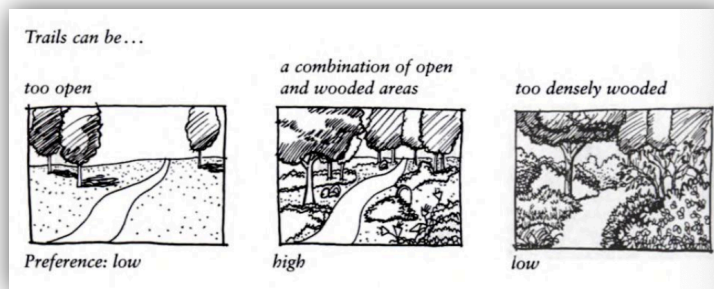 Trails can be...
too open
a combination of open
and wooded areas
too densely wooded
Preference: low
high
low